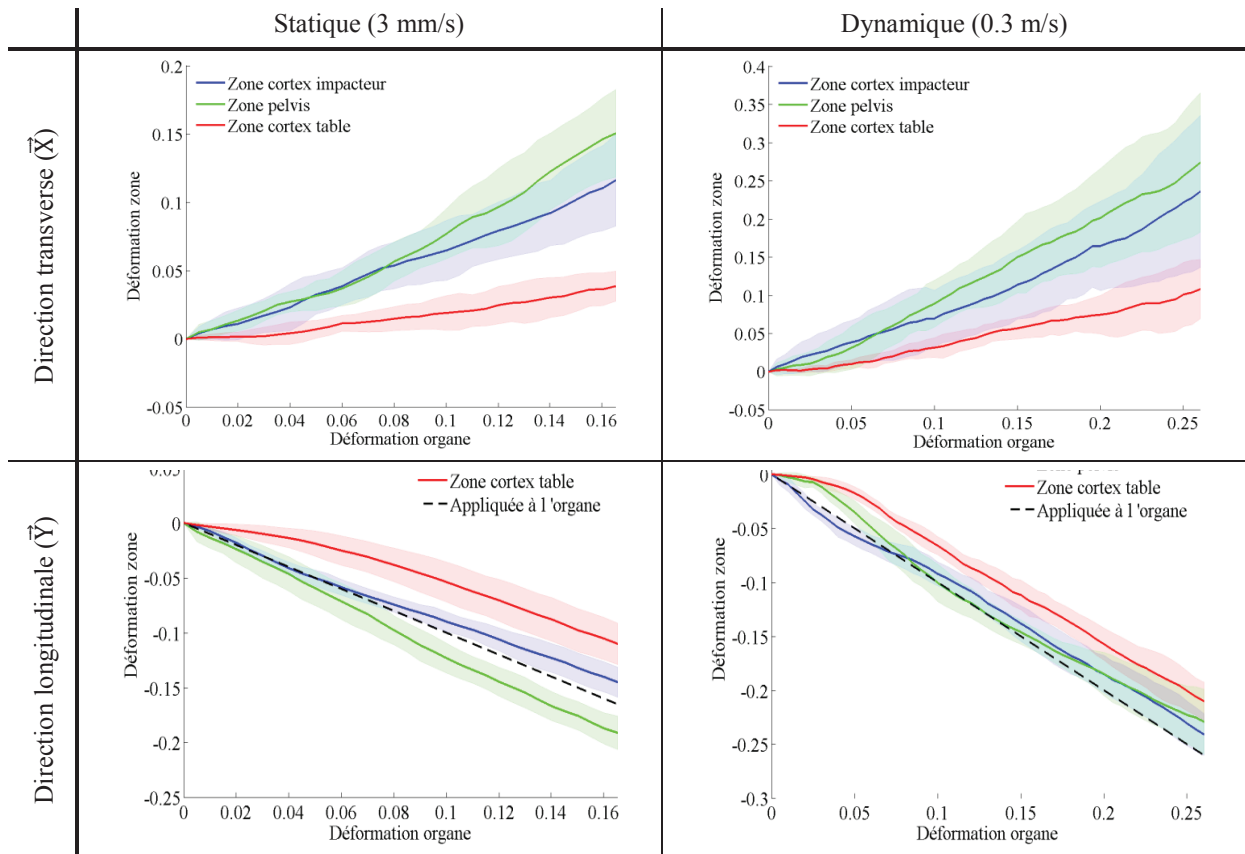 Statique (3 mm/s)
Dynamique (0.3 m/s)
Direction transverse (X⃗)
0.2
0.15
0.1
0.05
0
-0.05
Déformation zone
Zone cortex impacteur
Zone pelvis
Zone cortex table
0 0.02 0.04 0.06 0.08 0.1 0.12 0.14 0.16
Déformation organe
0.4
0.35
0.3
0.25
0.2
0.15
0.1
0.05
0
-0.05
Déformation zone
Zone cortex impacteur
Zone pelvis
Zone cortex table
0 0.05 0.1 0.15 0.2 0.25
Déformation organe
Direction longitudinale (Y⃗)
0.05
0
-0.05
-0.1
-0.15
-0.2
-0.25
Déformation zone
Zone cortex table
Appliquée à l 'organe
0 0.02 0.04 0.06 0.08 0.1 0.12 0.14 0.16
Déformation organe
0
-0.05
-0.1
-0.15
-0.2
-0.25
-0.3
Déformation zone
Zone cortex table
Appliquée à l 'organe
0 0.05 0.1 0.15 0.2 0.25
Déformation organe